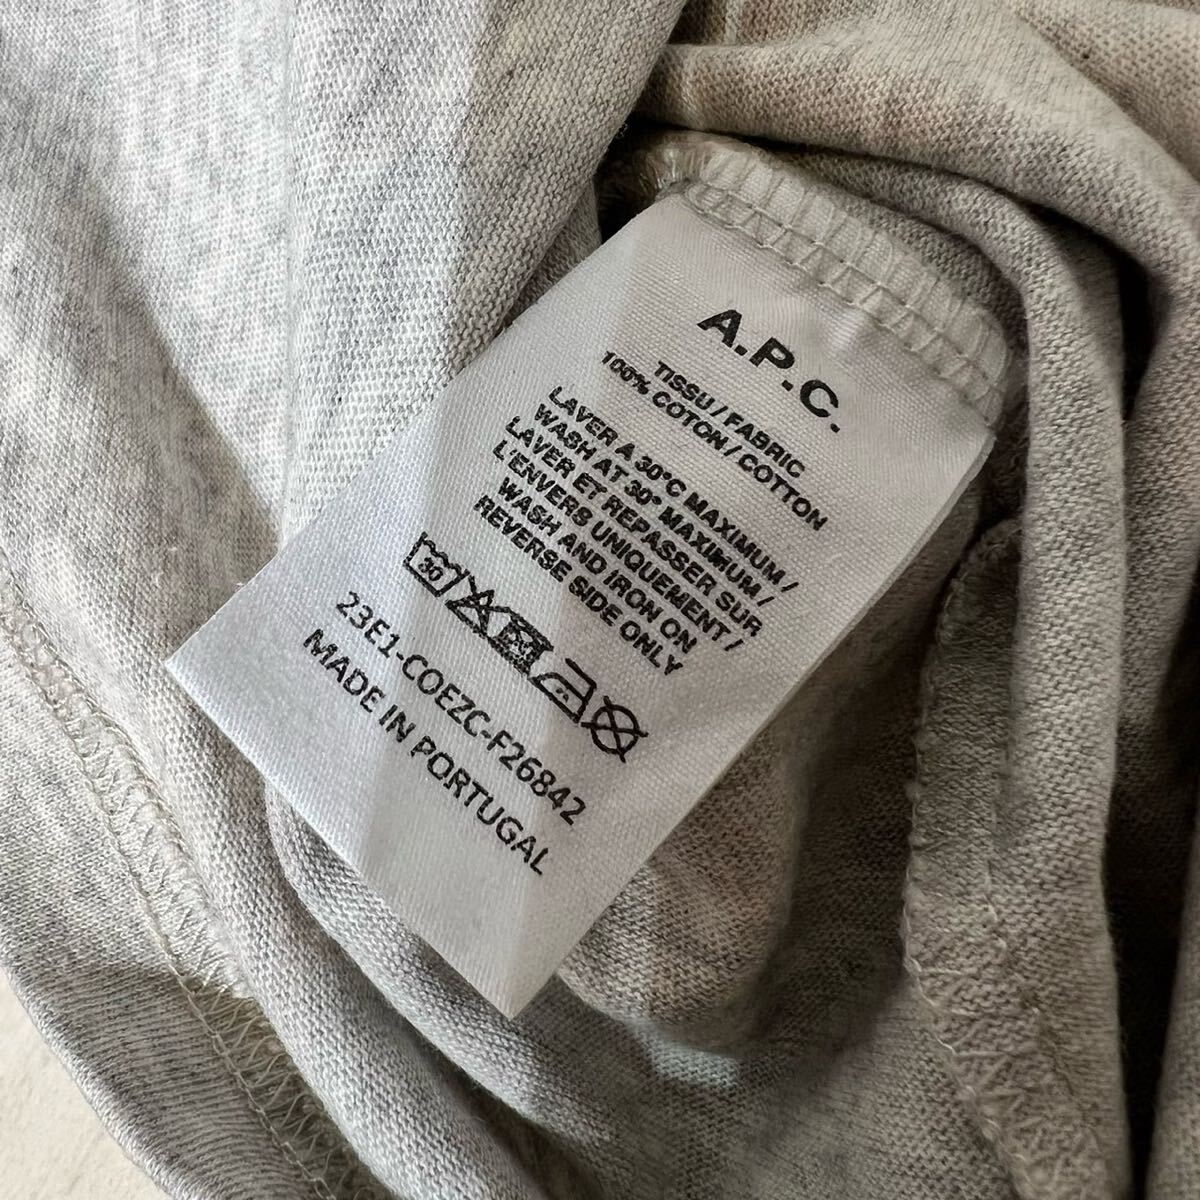 A.P.C.
TISSU/FABRIC
100% COTON/COTTON
LAVER A 30°C MAXIMUM/
WASH AT 30° MAXIMUM/
LAVER ET REPASSER SUR
L'ENVERS UNIQUEMENT/
WASH AND IRON ON
REVERSE SIDE ONLY
30
23E1-COEZC-F26842
MADE IN PORTUGAL